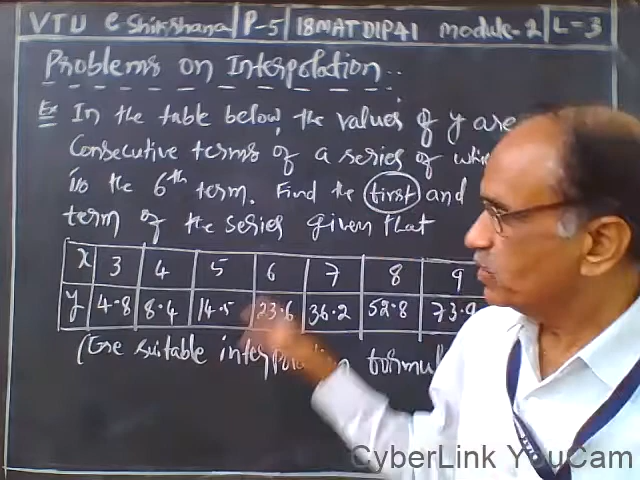 VTU e Shikshana P-5 18MATDIP41 module-2 L-3
Problems on Interpolation..
Ex In the table below, the values of y are
Consecutive terms of a series of
is the 6th term. Find the first and
term of the series given that
x 3 4 5 6 7 8 9
y 4.8 8.4 14.5 23.6 36.2 52.8 73.9
(Use suitable interpolation
CyberLink YouCam